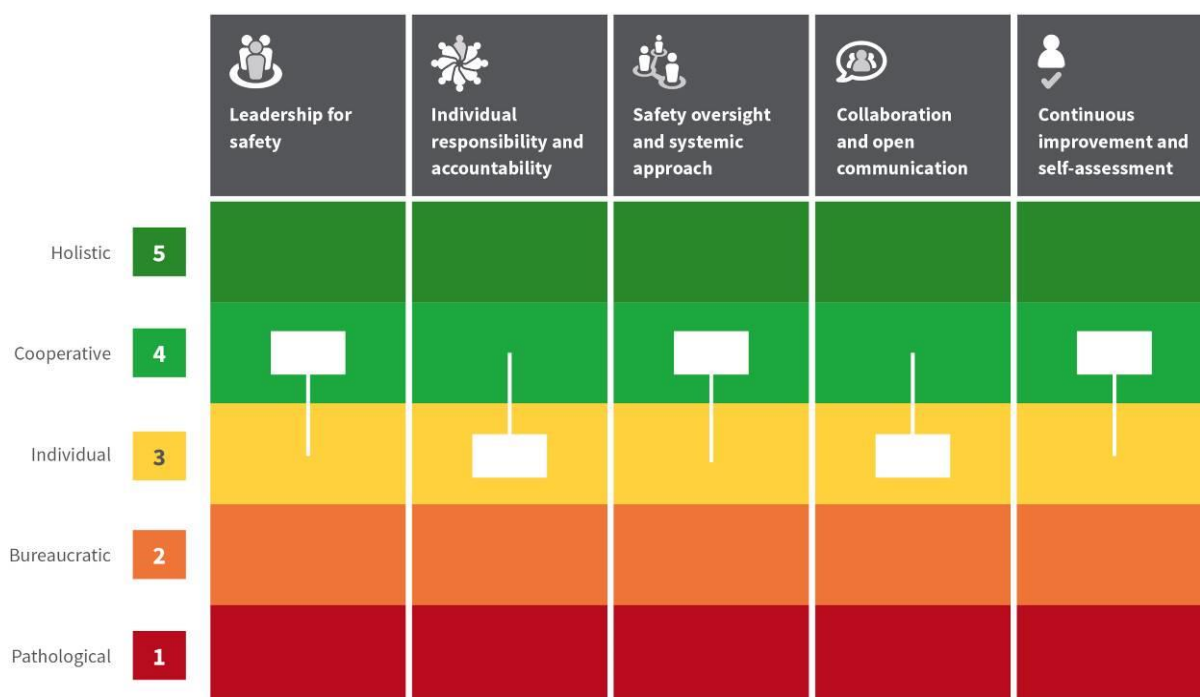 Leadership for
safety
Individual
responsibility and
accountability
Safety oversight
and systemic
approach
Collaboration
and open
communication
Continuous
improvement and
self-assessment
Holistic 5
Cooperative 4
Individual 3
Bureaucratic 2
Pathological 1